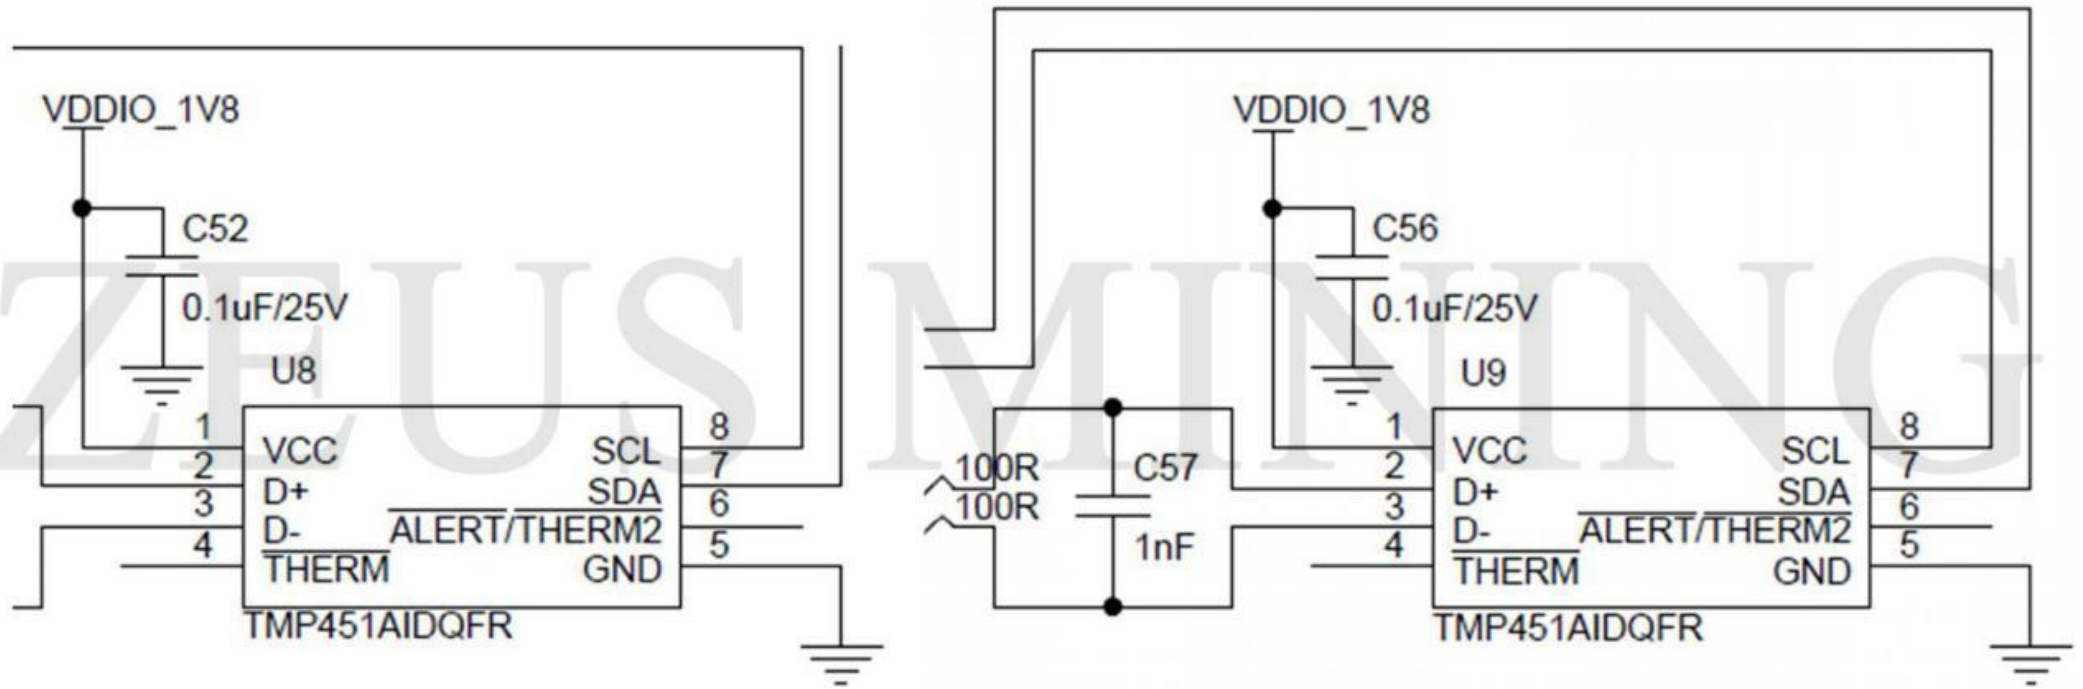 VDDIO_1V8
C52
0.1uF/25V
U8
1
2
3
4
VCC
D+
D-
THERM
SCL
SDA
ALERT/THERM2
GND
8
7
6
5
TMP451AIDQFR
VDDIO_1V8
C56
0.1uF/25V
U9
100R
100R
C57
1nF
1
2
3
4
VCC
D+
D-
THERM
SCL
SDA
ALERT/THERM2
GND
8
7
6
5
TMP451AIDQFR
ZEUS MINING